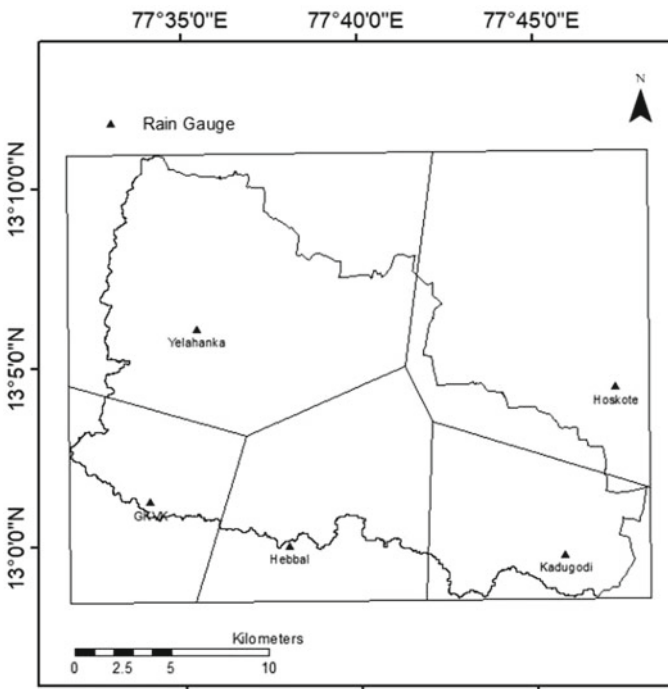 77°35'0"E 77°40'0"E 77°45'0"E
N
Rain Gauge
13°10'0"N
Yelahanka
13°5'0"N
Hoskote
GKVK
13°0'0"N
Hebbal
Kadugodi
Kilometers
0 2.5 5 10